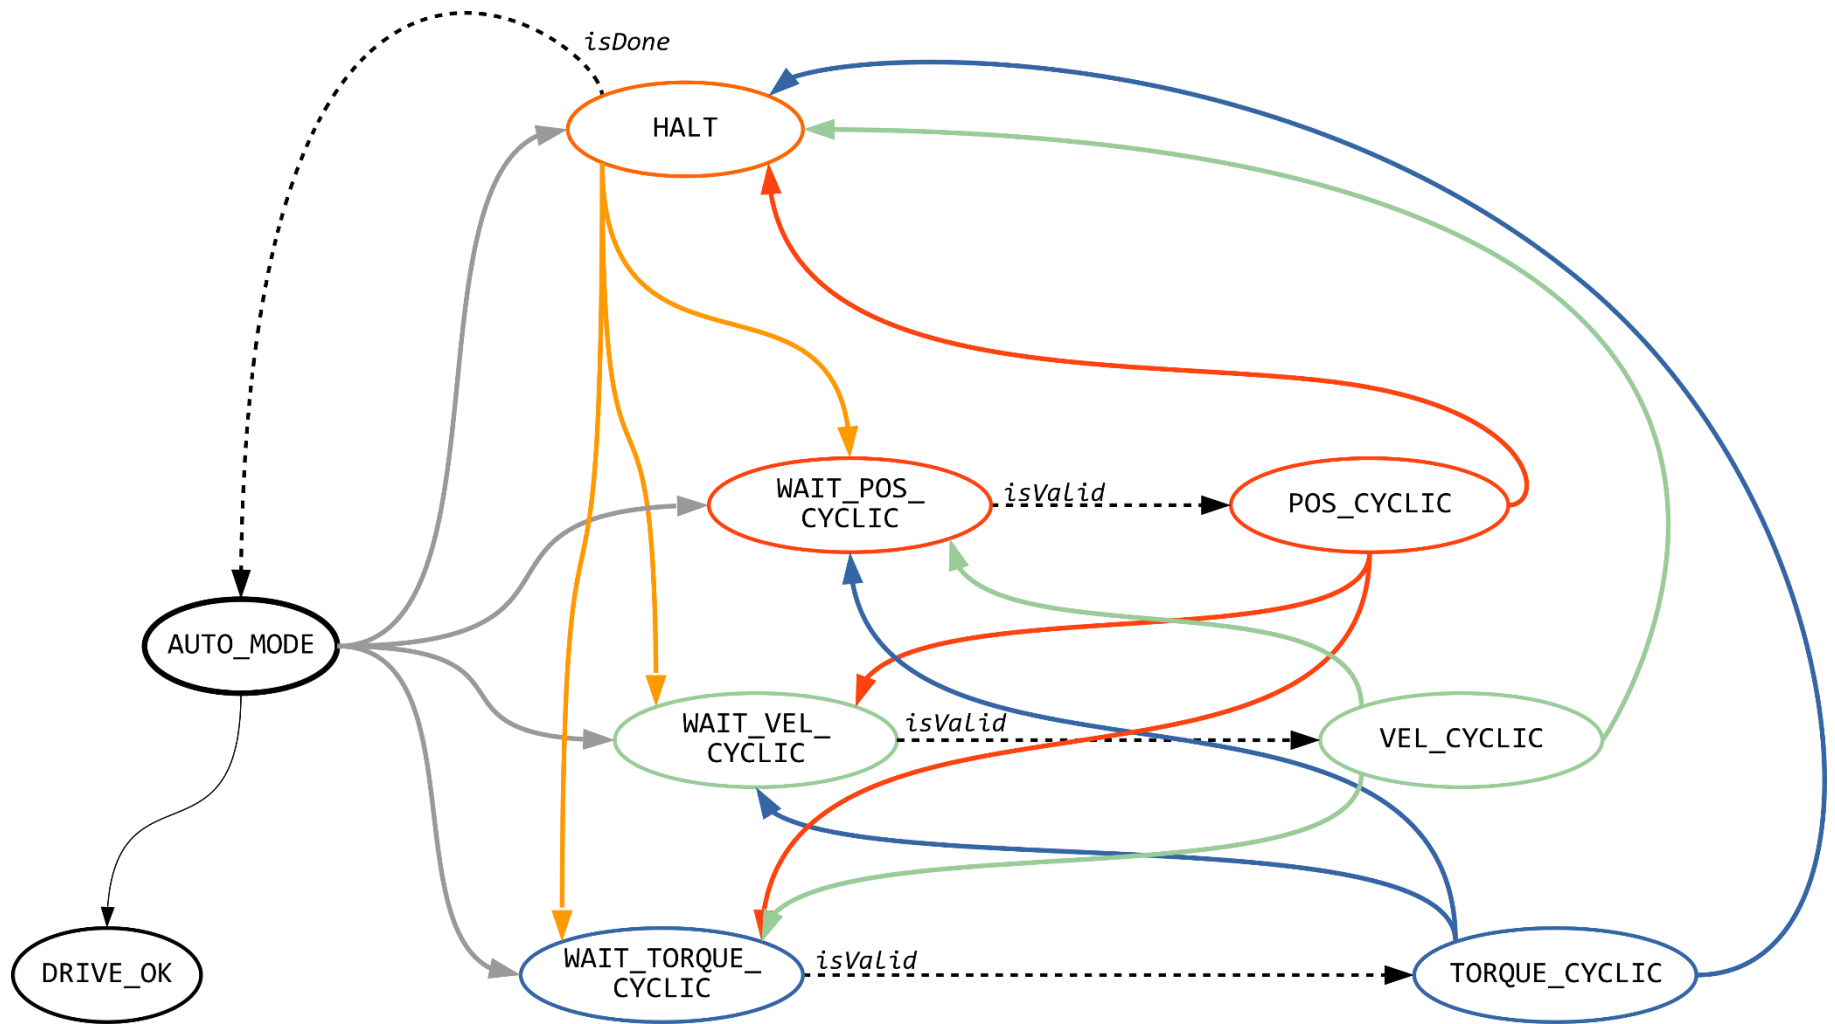 isDone
HALT
WAIT_POS_
CYCLIC
isValid
POS_CYCLIC
AUTO_MODE
WAIT_VEL_
CYCLIC
isValid
VEL_CYCLIC
DRIVE_OK
WAIT_TORQUE_
CYCLIC
isValid
TORQUE_CYCLIC